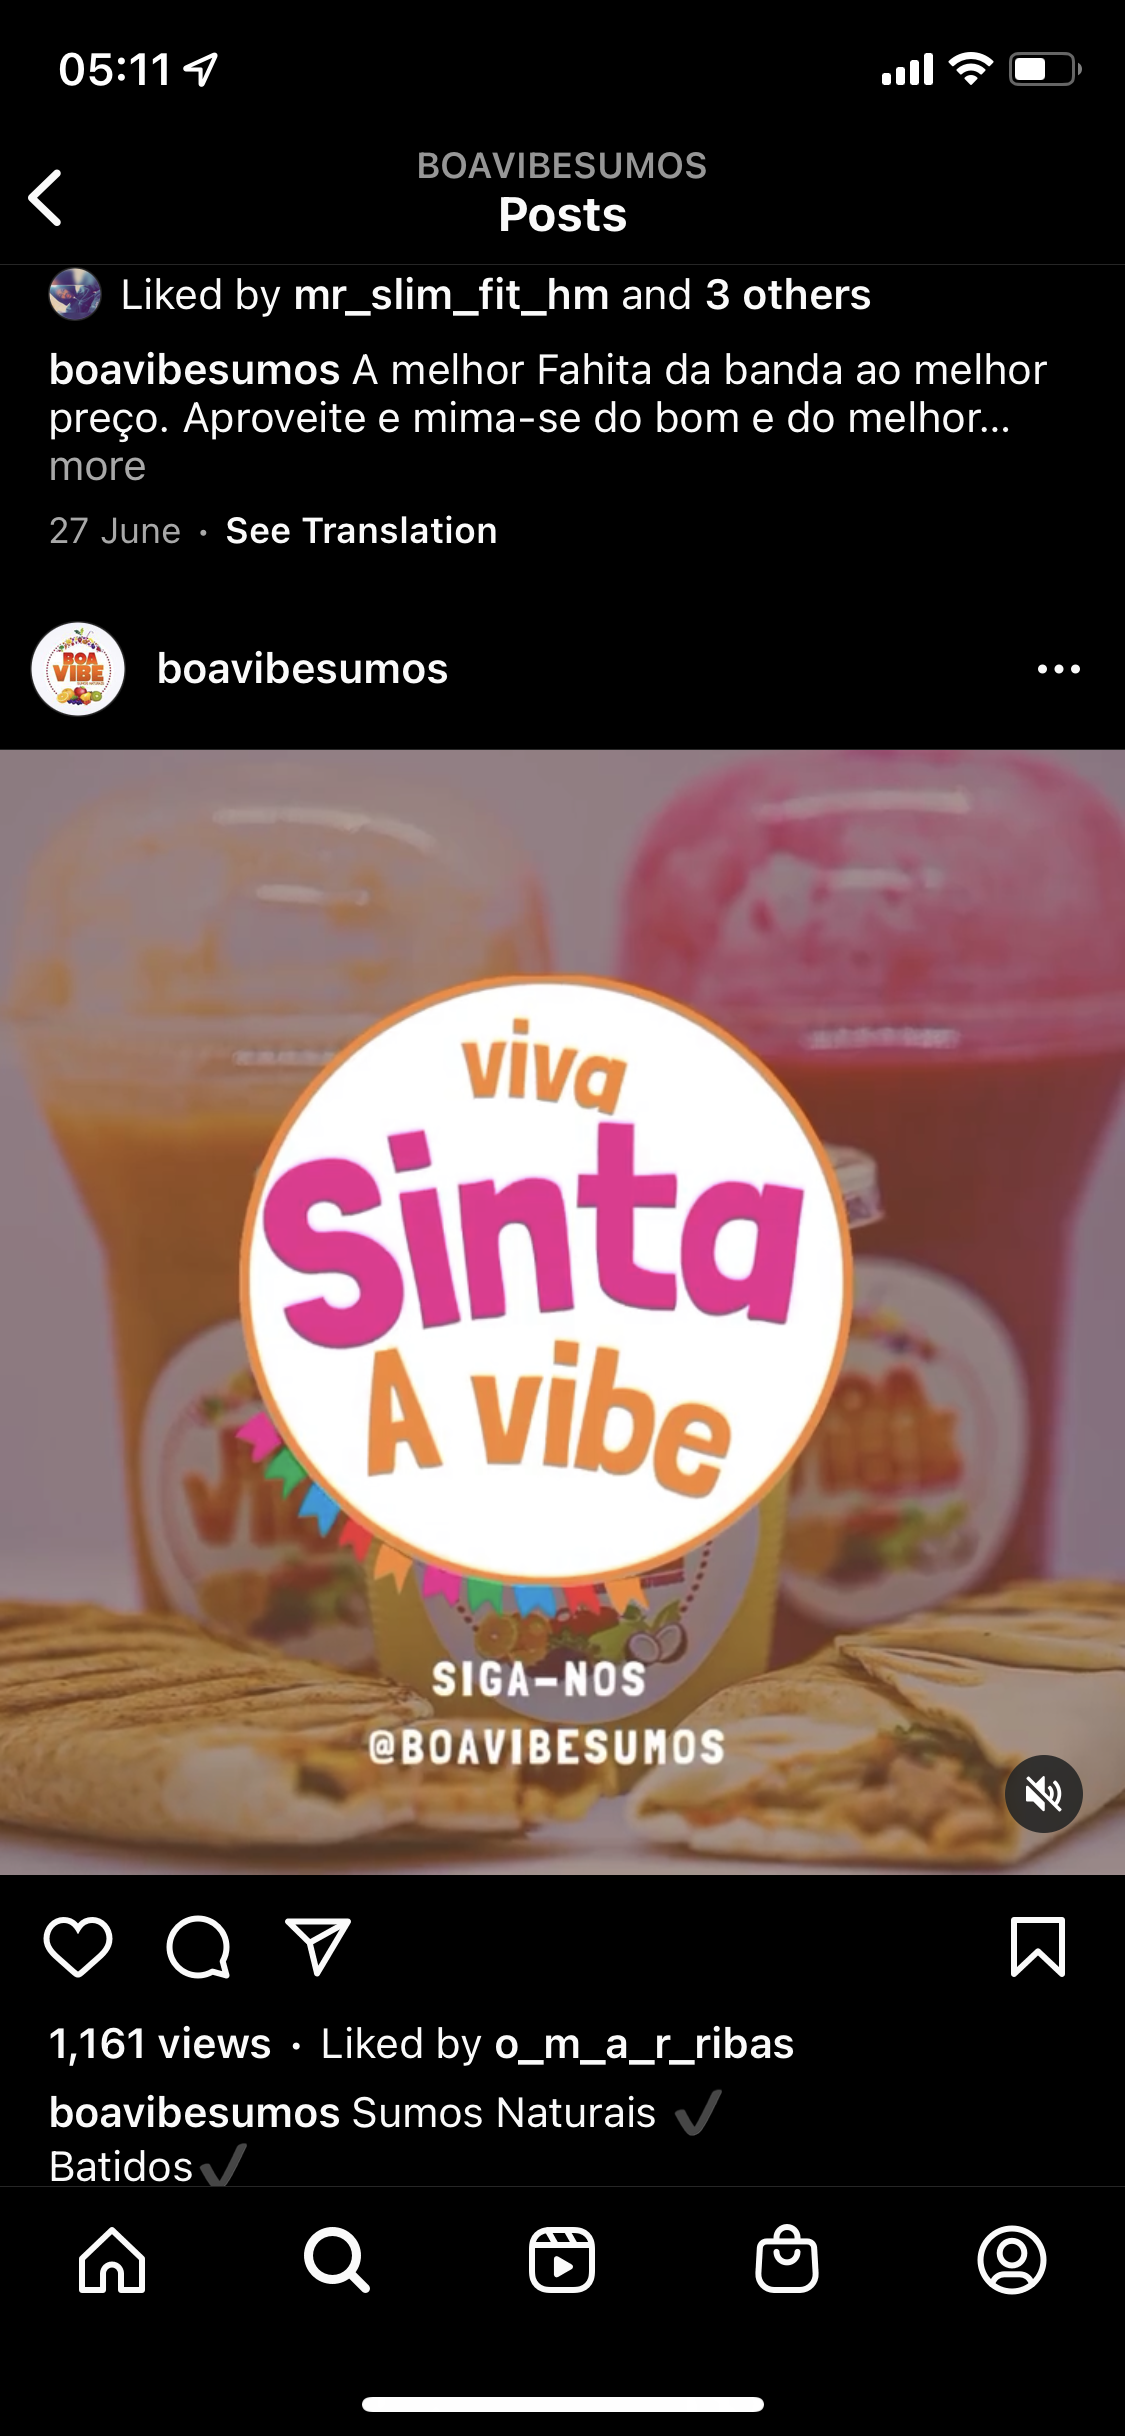 05:11
BOAVIBESUMOS
Posts
Liked by mr_slim_fit_hm and 3 others
boavibesumos A melhor Fahita da banda ao melhor
preço. Aproveite e mima-se do bom e do melhor...
more
27 June · See Translation
BOA
VIBE
boavibesumos
viva
Sinta
A vibe
SIGA-NOS
@BOAVIBESUMOS
1,161 views · Liked by o_m_a_r_ribas
boavibesumos Sumos Naturais ✔
Batidos ✔